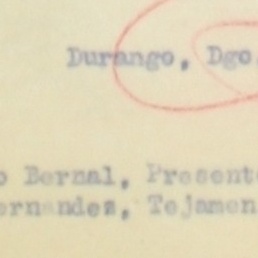 Durango, Dgo.
o Bernal, Presente
ernandez, Tejamen